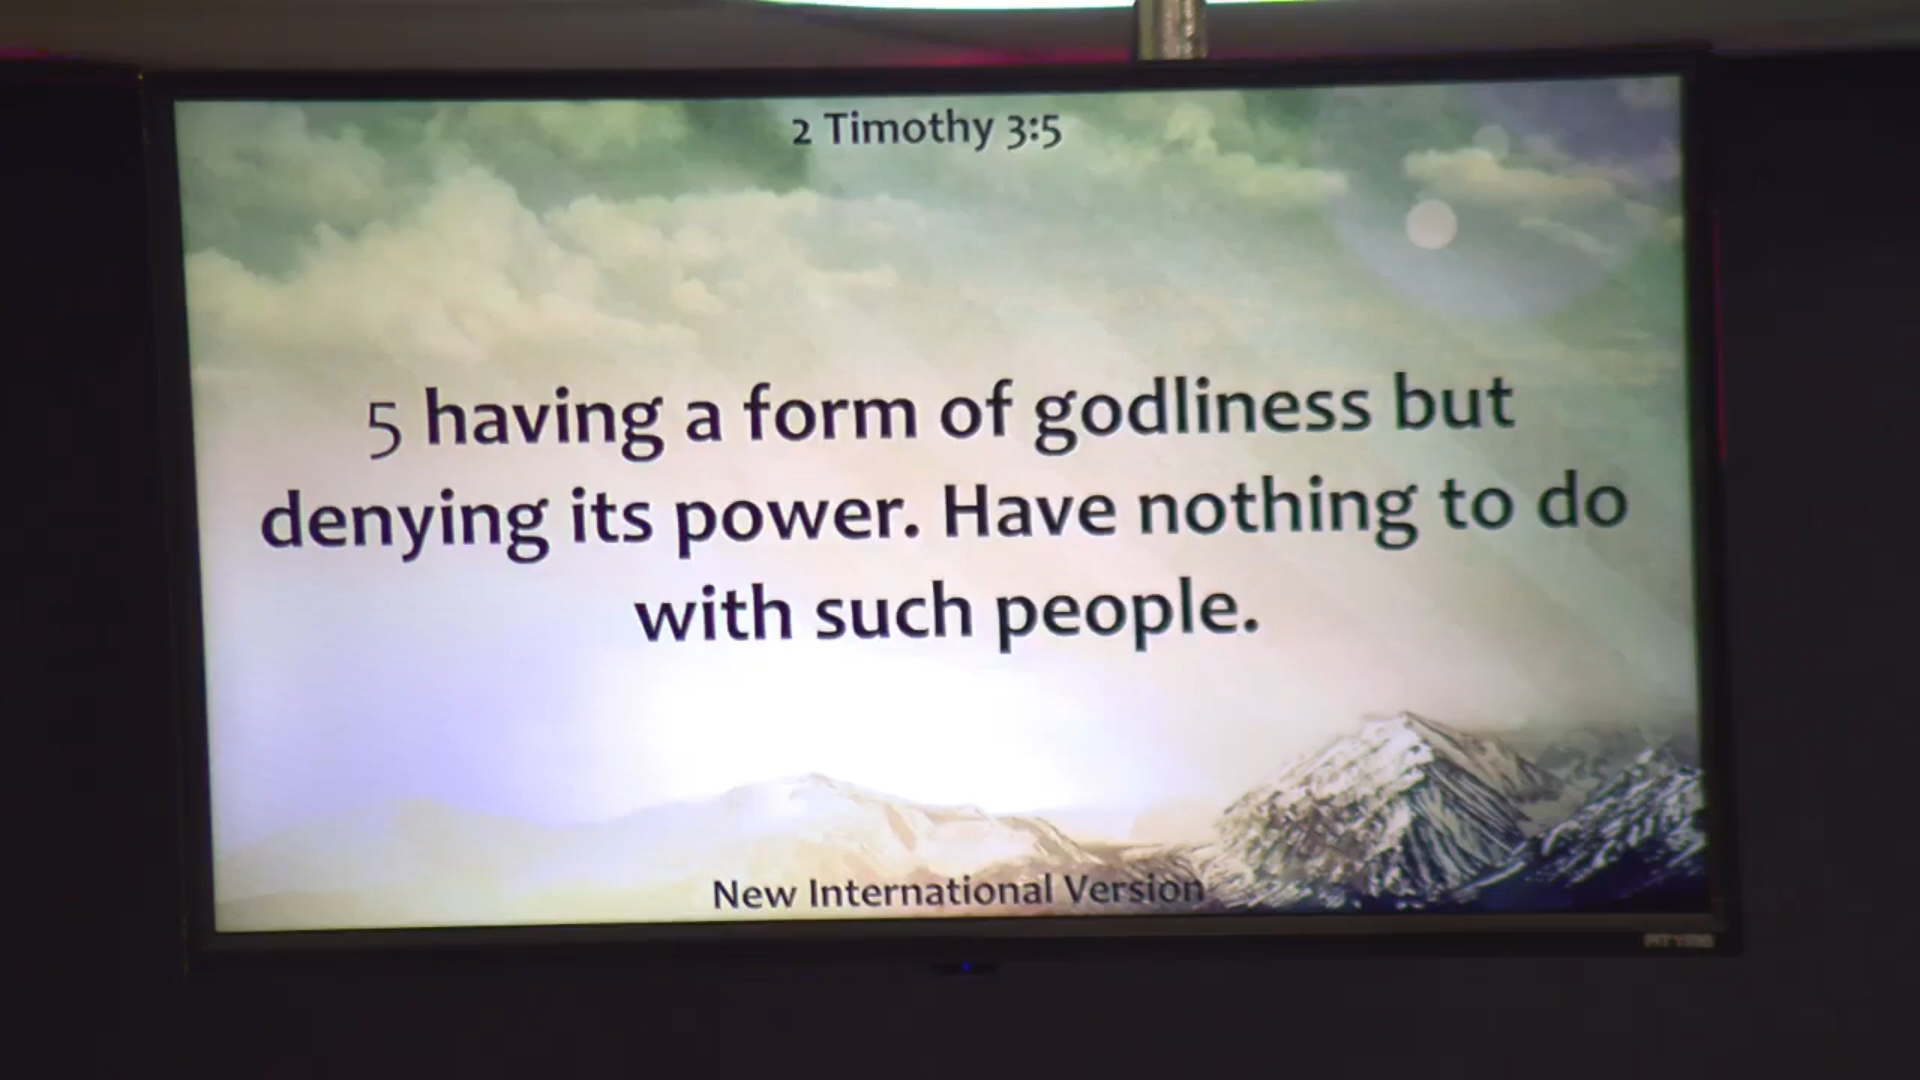 2 Timothy 3:5
5 having a form of godliness but
denying its power. Have nothing to do
with such people.
New International Version